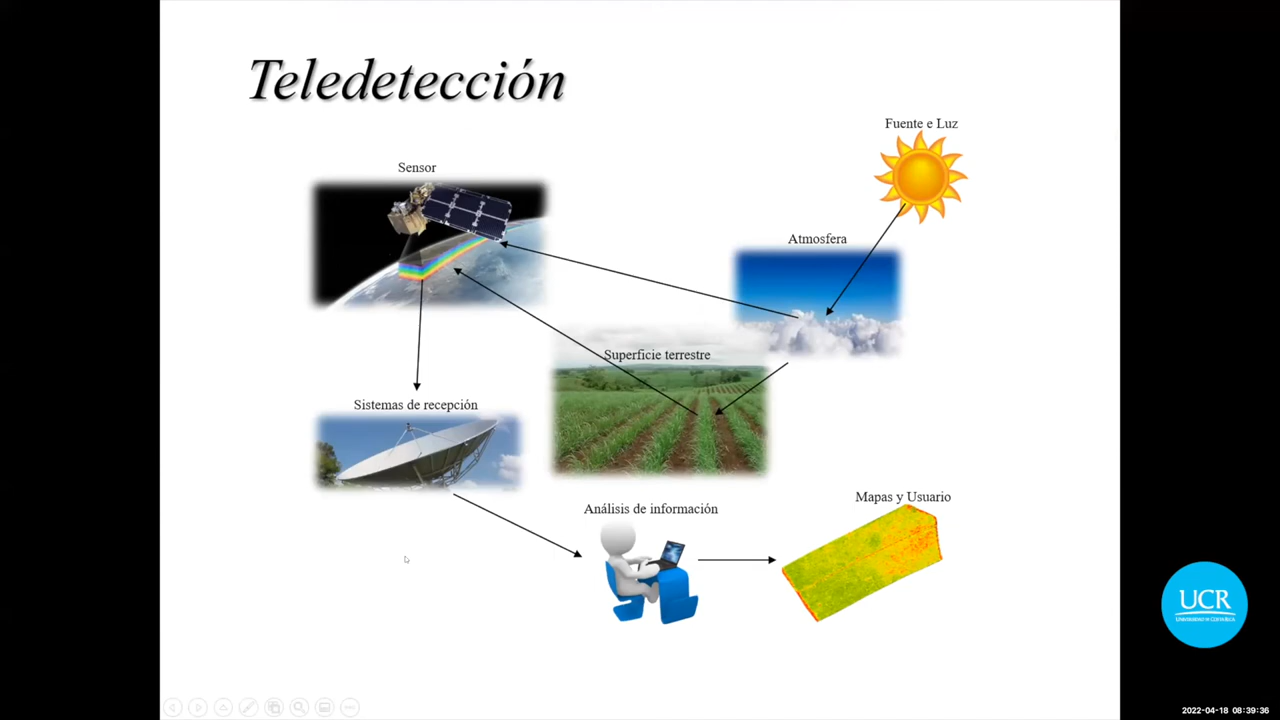 Teledetección
Fuente e Luz
Sensor
Atmosfera
Superficie terrestre
Sistemas de recepción
Mapas y Usuario
Análisis de información
UCR
UNIVERSIDAD DE COSTA RICA
2022-04-18 08:39:36